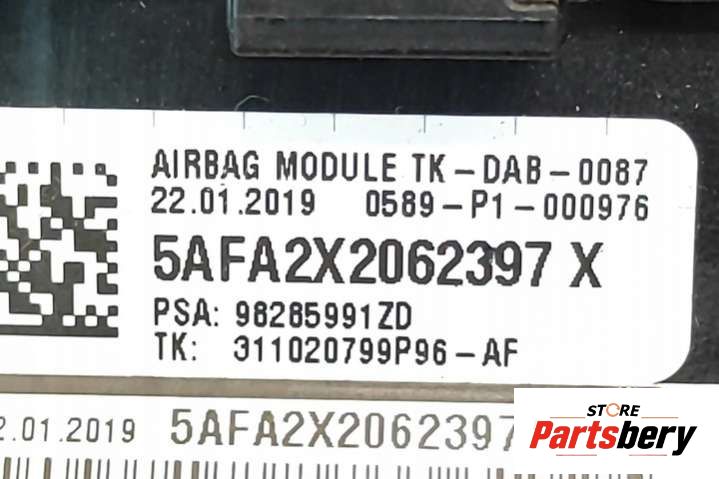 AIRBAG MODULE TK-DAB-0087
22.01.2019 0589-P1-000976
5AFA2X2062397 X
PSA: 98285991ZD
TK: 311020799P96-AF
2.01.2019 5AFA2X2062397
STORE
Partsbery